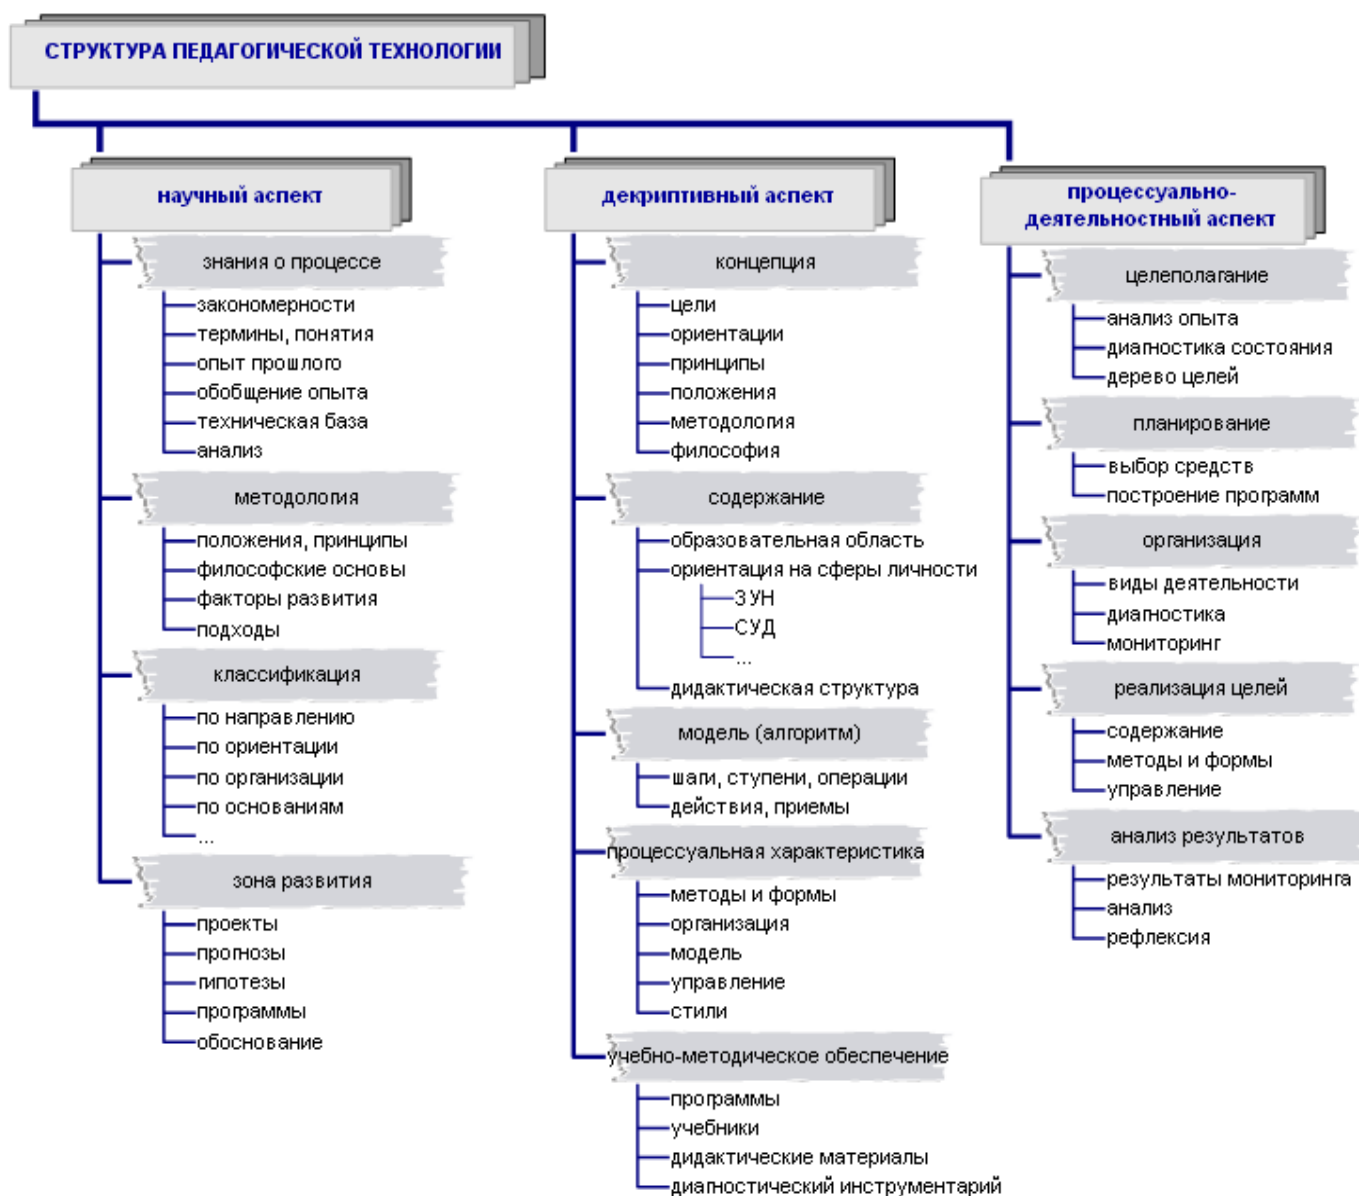 СТРУКТУРА ПЕДАГОГИЧЕСКОЙ ТЕХНОЛОГИИ
научный аспект
знания о процессе
закономерности
термины, понятия
опыт прошлого
обобщение опыта
техническая база
анализ
методология
положения, принципы
философские основы
факторы развития
подходы
классификация
по направлению
по ориентации
по организации
по основаниям
...
зона развития
проекты
прогнозы
гипотезы
программы
обоснование
декриптивный аспект
концепция
цели
ориентации
принципы
положения
методология
философия
содержание
образовательная область
ориентация на сферы личности
ЗУН
СУД
...
дидактическая структура
модель (алгоритм)
шаги, ступени, операции
действия, приемы
процессуальная характеристика
методы и формы
организация
модель
управление
стили
учебно-методическое обеспечение
программы
учебники
дидактические материалы
диагностический инструментарий
процессуально-
деятельностный аспект
целеполагание
анализ опыта
диагностика состояния
дерево целей
планирование
выбор средств
построение программ
организация
виды деятельности
диагностика
мониторинг
реализация целей
содержание
методы и формы
управление
анализ результатов
результаты мониторинга
анализ
рефлексия